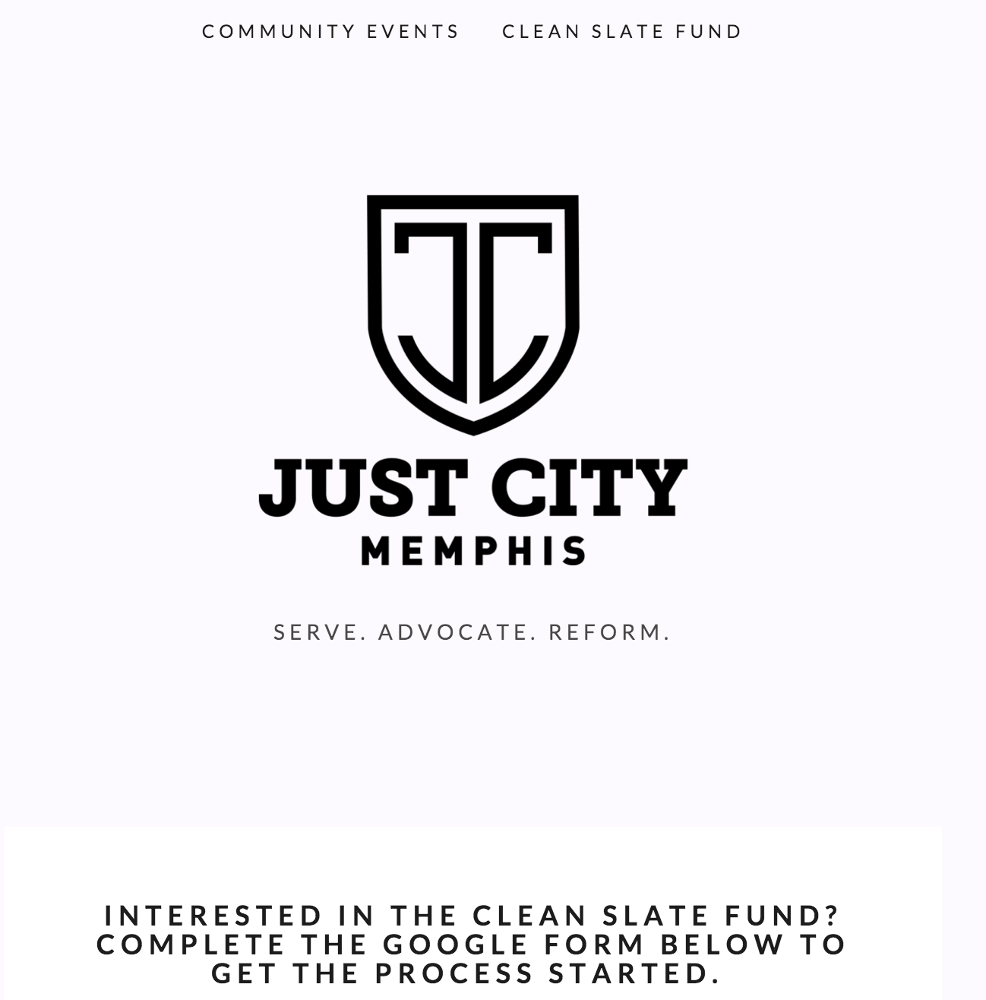 COMMUNITY EVENTS CLEAN SLATE FUND
JC
JUST CITY
MEMPHIS
SERVE. ADVOCATE. REFORM.
INTERESTED IN THE CLEAN SLATE FUND?
COMPLETE THE GOOGLE FORM BELOW TO
GET THE PROCESS STARTED.